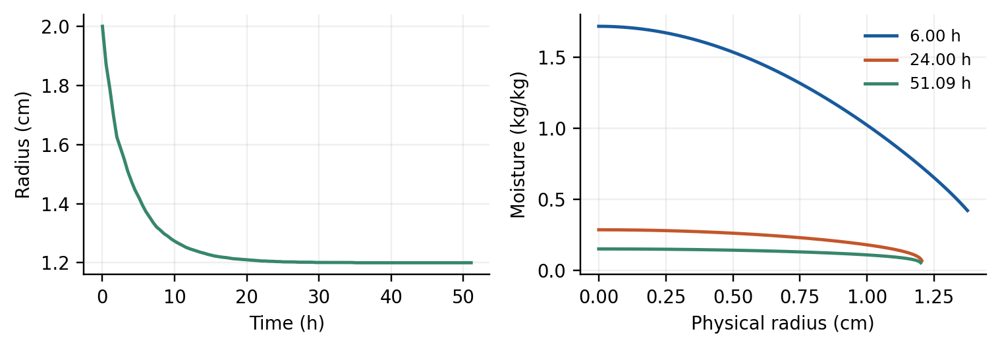 2.0
1.8
1.6
1.4
1.2
Radius (cm)
0 10 20 30 40 50
Time (h)
1.5
1.0
0.5
0.0
Moisture (kg/kg)
6.00 h
24.00 h
51.09 h
0.00 0.25 0.50 0.75 1.00 1.25
Physical radius (cm)